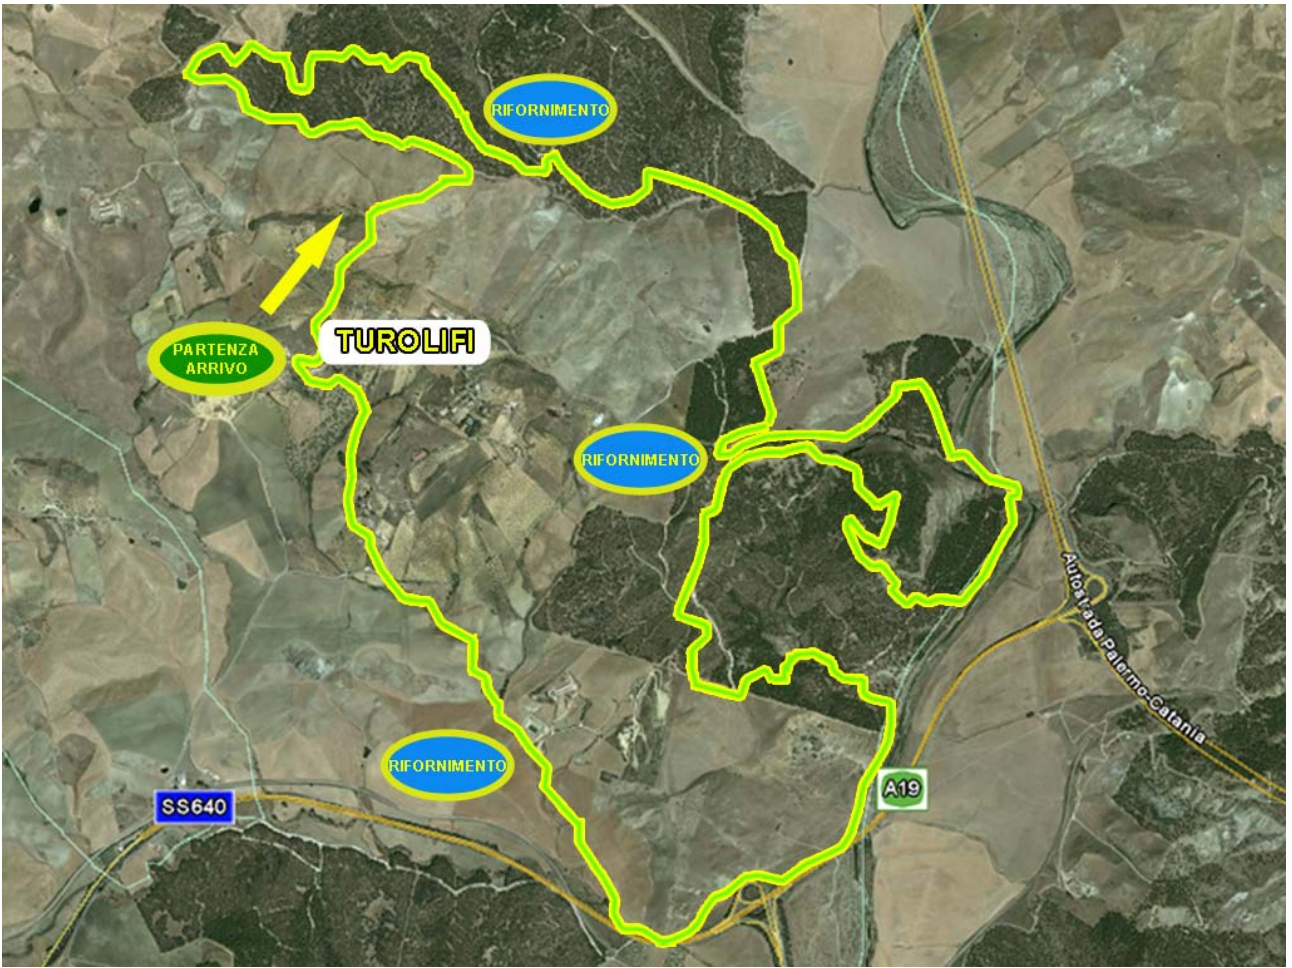 RIFORNIMENTO
TUROLIFI
PARTENZA
ARRIVO
RIFORNIMENTO
Autostrada Palermo-Catania
RIFORNIMENTO
A19
SS640